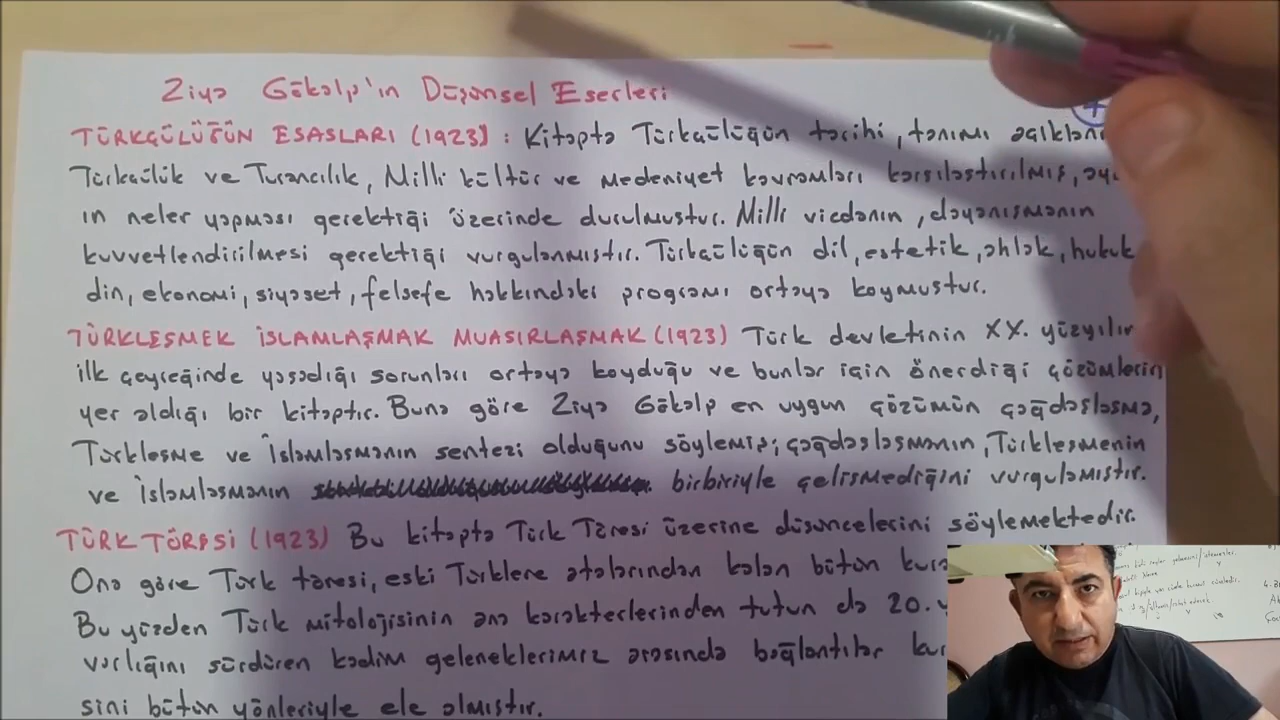 Ziya Gökalp'ın Düşünsel Eserleri
TÜRKÇÜLÜĞÜN ESASLARI (1923) : Kitapta Türkçülüğün tarihi, tanımı
Türkçülük ve Turancılık, Milli kültür ve medeniyet kavramları karşılaştırılmış,
ın neler yapması gerektiği üzerinde durulmuştur. Milli vicdanın, dayanışmanın
kuvvetlendirilmesi gerektiği vurgulanmıştır. Türkçülüğün dil, estetik, ahlak, hukuk
din, ekonomi, siyaset, felsefe hakkındaki programı ortaya koymuştur.
TÜRKLEŞMEK İSLAMLAŞMAK MUASIRLAŞMAK (1923) Türk devletinin XX. yüzyılın
ilk çeyreğinde yaşadığı sorunları ortaya koyduğu ve bunlar için önerdiği çözümlerin
yer aldığı bir kitaptır. Buna göre Ziya Gökalp en uygun çözümün çağdaşlaşma,
Türkleşme ve İslamlaşmanın sentezi olduğunu söylemiş; çağdaşlaşmanın, Türkleşmenin
ve İslamlaşmanın birbiriyle çelişmediğini vurgulamıştır.
TÜRK TÖRESİ (1923) Bu kitapta Türk Töresi üzerine düşüncelerini söylemektedir.
Ona göre Türk töresi, eski Türklere atalarından kalan bütün
Bu yüzden Türk mitolojisinin ana karakterlerinden tutun da 20.
varlığını sürdüren kadim geleneklerimiz arasında bağlantılar
sini bütün yönleriyle ele almıştır.